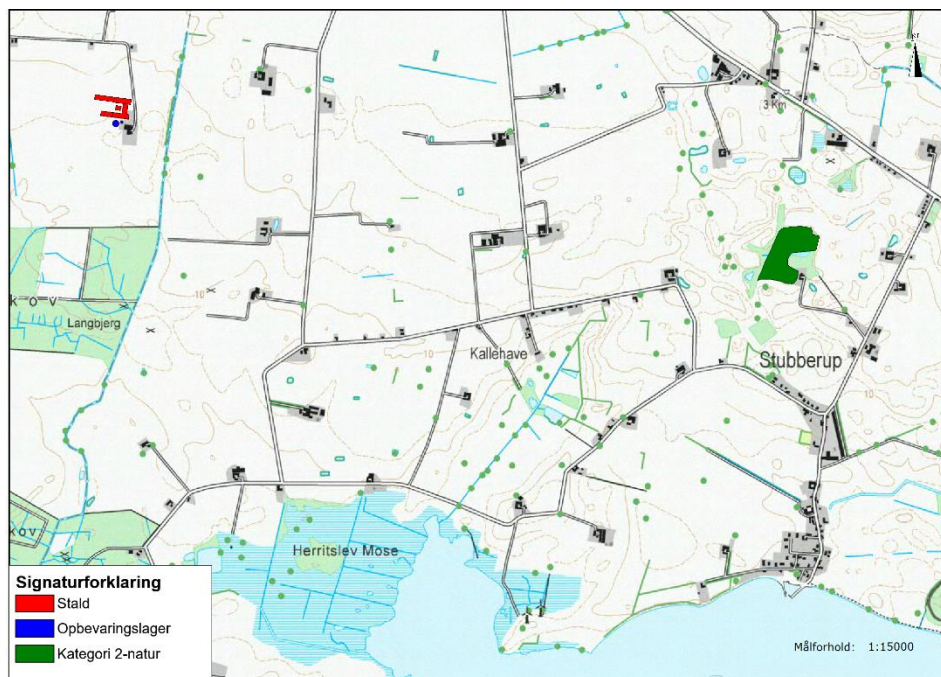 3 Km
10
k o v
Langbjerg
10
Kallehave
Stubberup
10
kov
Herritslev Mose
Signaturforklaring
Stald
Opbevaringslager
Kategori 2-natur
Målforhold: 1:15000